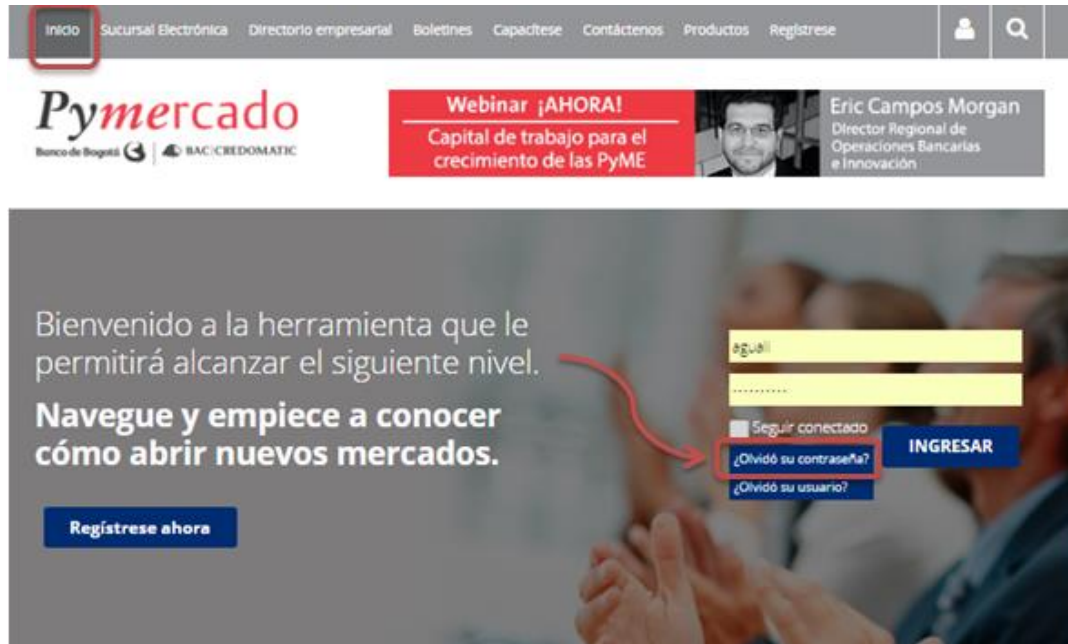 Inicio Sucursal Electrónica Directorio empresarial Boletines Capacítese Contáctenos Productos Regístrese
Pymercado
Banco de Bogotá BAC CREDOMATIC
Webinar ¡AHORA!
Capital de trabajo para el
crecimiento de las PyME
Eric Campos Morgan
Director Regional de
Operaciones Bancarias
e Innovación
Bienvenido a la herramienta que le
permitirá alcanzar el siguiente nivel.
Navegue y empiece a conocer
cómo abrir nuevos mercados.
Regístrese ahora
Seguir conectado
¿Olvidó su contraseña?
¿Olvidó su usuario?
INGRESAR